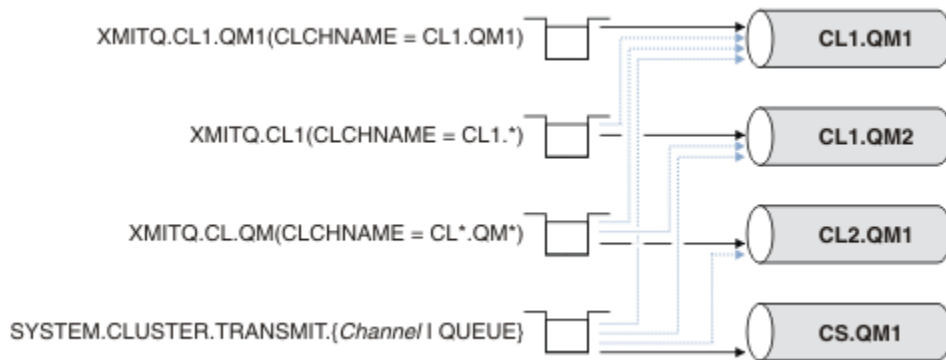 XMITQ.CL1.QM1(CLCHNAME = CL1.QM1)
CL1.QM1
XMITQ.CL1(CLCHNAME = CL1.*)
CL1.QM2
XMITQ.CL.QM(CLCHNAME = CL*.QM*)
CL2.QM1
SYSTEM.CLUSTER.TRANSMIT.{Channel I QUEUE}
CS.QM1